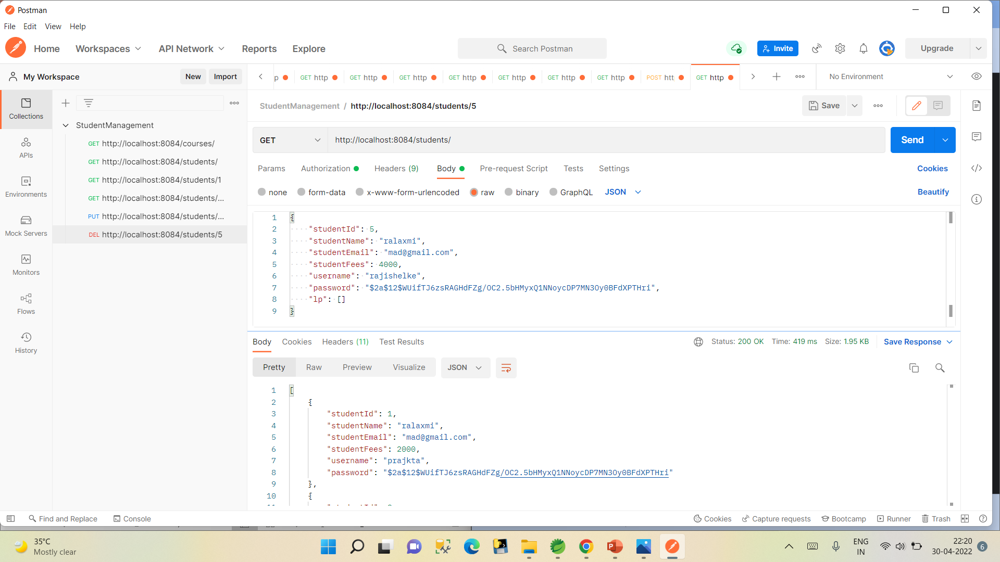 Postman
File Edit View Help
Home Workspaces API Network Reports Explore Search Postman Invite Upgrade
My Workspace New Import p GET http GET http GET http GET http GET http GET http GET http POST htt GET http No Environment
Collections
APIs
Environments
Mock Servers
Monitors
Flows
History
StudentManagement
GET http://localhost:8084/courses/
GET http://localhost:8084/students/
GET http://localhost:8084/students/1
GET http://localhost:8084/students/...
PUT http://localhost:8084/students/...
DEL http://localhost:8084/students/5
StudentManagement / http://localhost:8084/students/5 Save
GET http://localhost:8084/students/ Send
Params Authorization Headers (9) Body Pre-request Script Tests Settings Cookies
none form-data x-www-form-urlencoded raw binary GraphQL JSON Beautify
1 {
2 "studentId": 5,
3 "studentName": "ralaxmi",
4 "studentEmail": "mad@gmail.com",
5 "studentFees": 4000,
6 "username": "rajishelke",
7 "password": "$2a$12$WUifTJ6zsRAGHdFZg/OC2.5bHMyxQ1NNoycDP7MN3Oy0BFdXPTHri",
8 "lp": []
9 }
Body Cookies Headers (11) Test Results Status: 200 OK Time: 419 ms Size: 1.95 KB Save Response
Pretty Raw Preview Visualize JSON
1 [
2 {
3 "studentId": 1,
4 "studentName": "ralaxmi",
5 "studentEmail": "mad@gmail.com",
6 "studentFees": 2000,
7 "username": "prajkta",
8 "password": "$2a$12$WUifTJ6zsRAGHdFZg/OC2.5bHMyxQ1NNoycDP7MN3Oy0BFdXPTHri"
9 },
10 {
Find and Replace Console Cookies Capture requests Bootcamp Runner Trash
35°C
Mostly clear
ENG
IN
22:20
30-04-2022
6